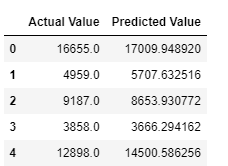 Actual Value Predicted Value
0 16655.0 17009.948920
1 4959.0 5707.632516
2 9187.0 8653.930772
3 3858.0 3666.294162
4 12898.0 14500.586256